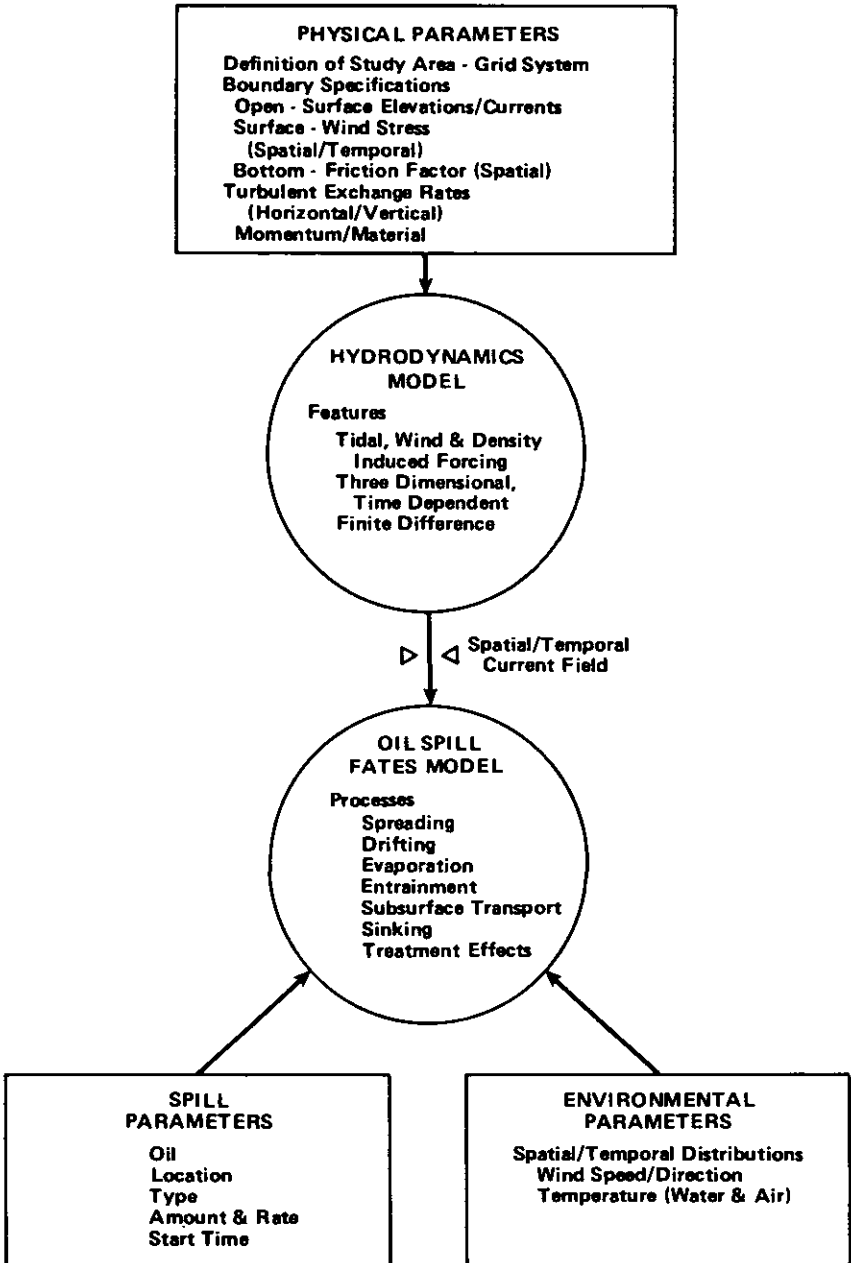 PHYSICAL PARAMETERS
Definition of Study Area - Grid System
Boundary Specifications
Open - Surface Elevations/Currents
Surface - Wind Stress
(Spatial/Temporal)
Bottom - Friction Factor (Spatial)
Turbulent Exchange Rates
(Horizontal/Vertical)
Momentum/Material
HYDRODYNAMICS
MODEL
Features
Tidal, Wind & Density
Induced Forcing
Three Dimensional,
Time Dependent
Finite Difference
Spatial/Temporal
Current Field
OIL SPILL
FATES MODEL
Processes
Spreading
Drifting
Evaporation
Entrainment
Subsurface Transport
Sinking
Treatment Effects
SPILL
PARAMETERS
Oil
Location
Type
Amount & Rate
Start Time
ENVIRONMENTAL
PARAMETERS
Spatial/Temporal Distributions
Wind Speed/Direction
Temperature (Water & Air)